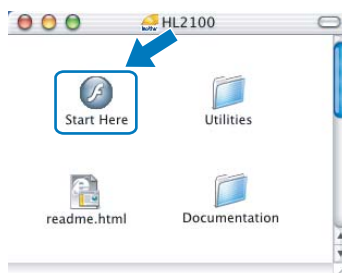 HL2100
Start Here
Utilities
readme.html
Documentation